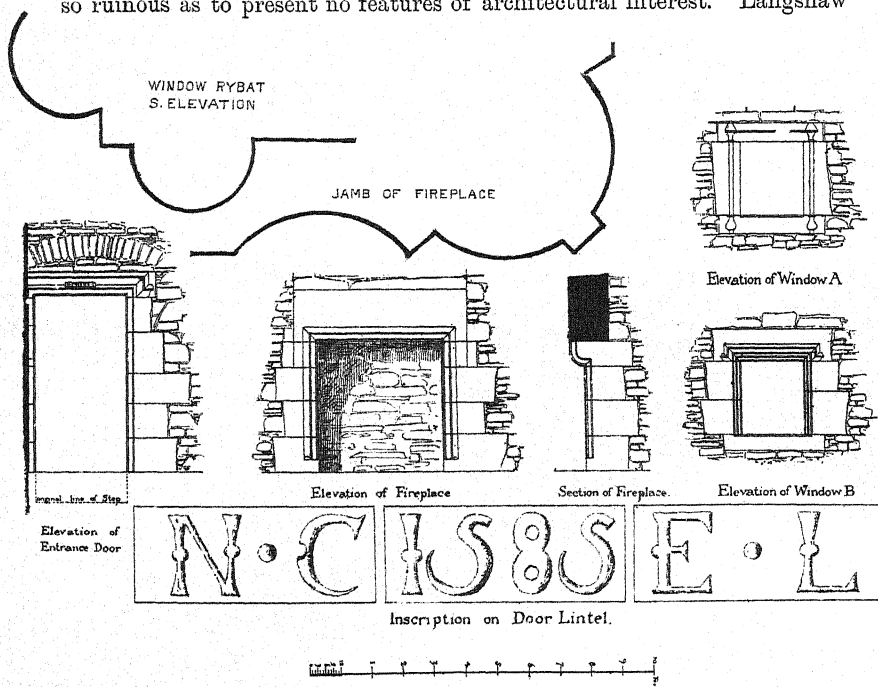 so ruinous as to present no features of architectural interest. Langshaw
WINDOW RYBAT
S. ELEVATION
JAMB OF FIREPLACE
Elevation of Window A
Original line of Step
Elevation of Fireplace
Section of Fireplace.
Elevation of Window B
Elevation of
Entrance Door
N · C 1585 E · L
Inscription on Door Lintel.